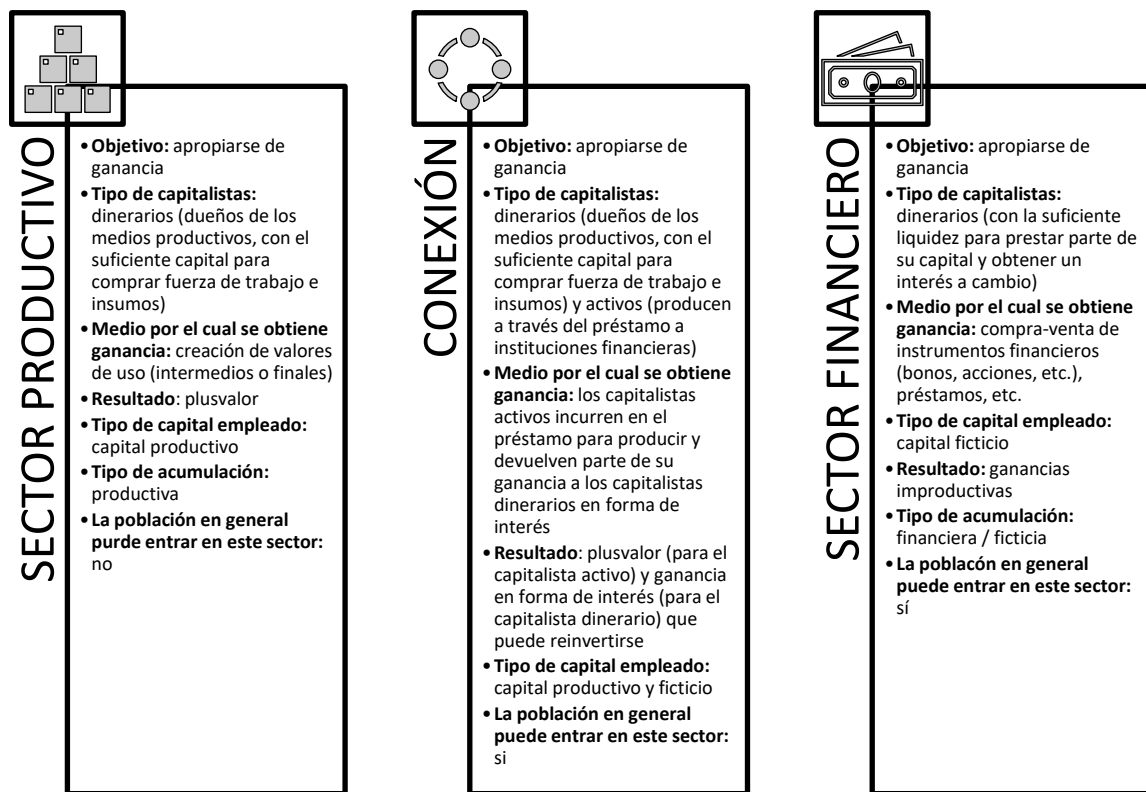 SECTOR PRODUCTIVO
•Objetivo: apropiarse de
ganancia
•Tipo de capitalistas:
dinerarios (dueños de los
medios productivos, con el
suficiente capital para
comprar fuerza de trabajo e
insumos)
•Medio por el cual se obtiene
ganancia: creación de valores
de uso (intermedios o finales)
•Resultado: plusvalor
•Tipo de capital empleado:
capital productivo
•Tipo de acumulación:
productiva
•La población en general
purde entrar en este sector:
no
CONEXIÓN
•Objetivo: apropiarse de
ganancia
•Tipo de capitalistas:
dinerarios (dueños de los
medios productivos, con el
suficiente capital para
comprar fuerza de trabajo e
insumos) y activos (producen
a través del préstamo a
instituciones financieras)
•Medio por el cual se obtiene
ganancia: los capitalistas
activos incurren en el
préstamo para producir y
devuelven parte de su
ganancia a los capitalistas
dinerarios en forma de
interés
•Resultado: plusvalor (para el
capitalista activo) y ganancia
en forma de interés (para el
capitalista dinerario) que
puede reinvertirse
•Tipo de capital empleado:
capital productivo y ficticio
•La población en general
puede entrar en este sector:
si
SECTOR FINANCIERO
•Objetivo: apropiarse de
ganancia
•Tipo de capitalistas:
dinerarios (con la suficiente
liquidez para prestar parte de
su capital y obtener un
interés a cambio)
•Medio por el cual se obtiene
ganancia: compra-venta de
instrumentos financieros
(bonos, acciones, etc.),
préstamos, etc.
•Tipo de capital empleado:
capital ficticio
•Resultado: ganancias
improductivas
•Tipo de acumulación:
financiera / ficticia
•La poblacón en general
puede entrar en este sector:
sí